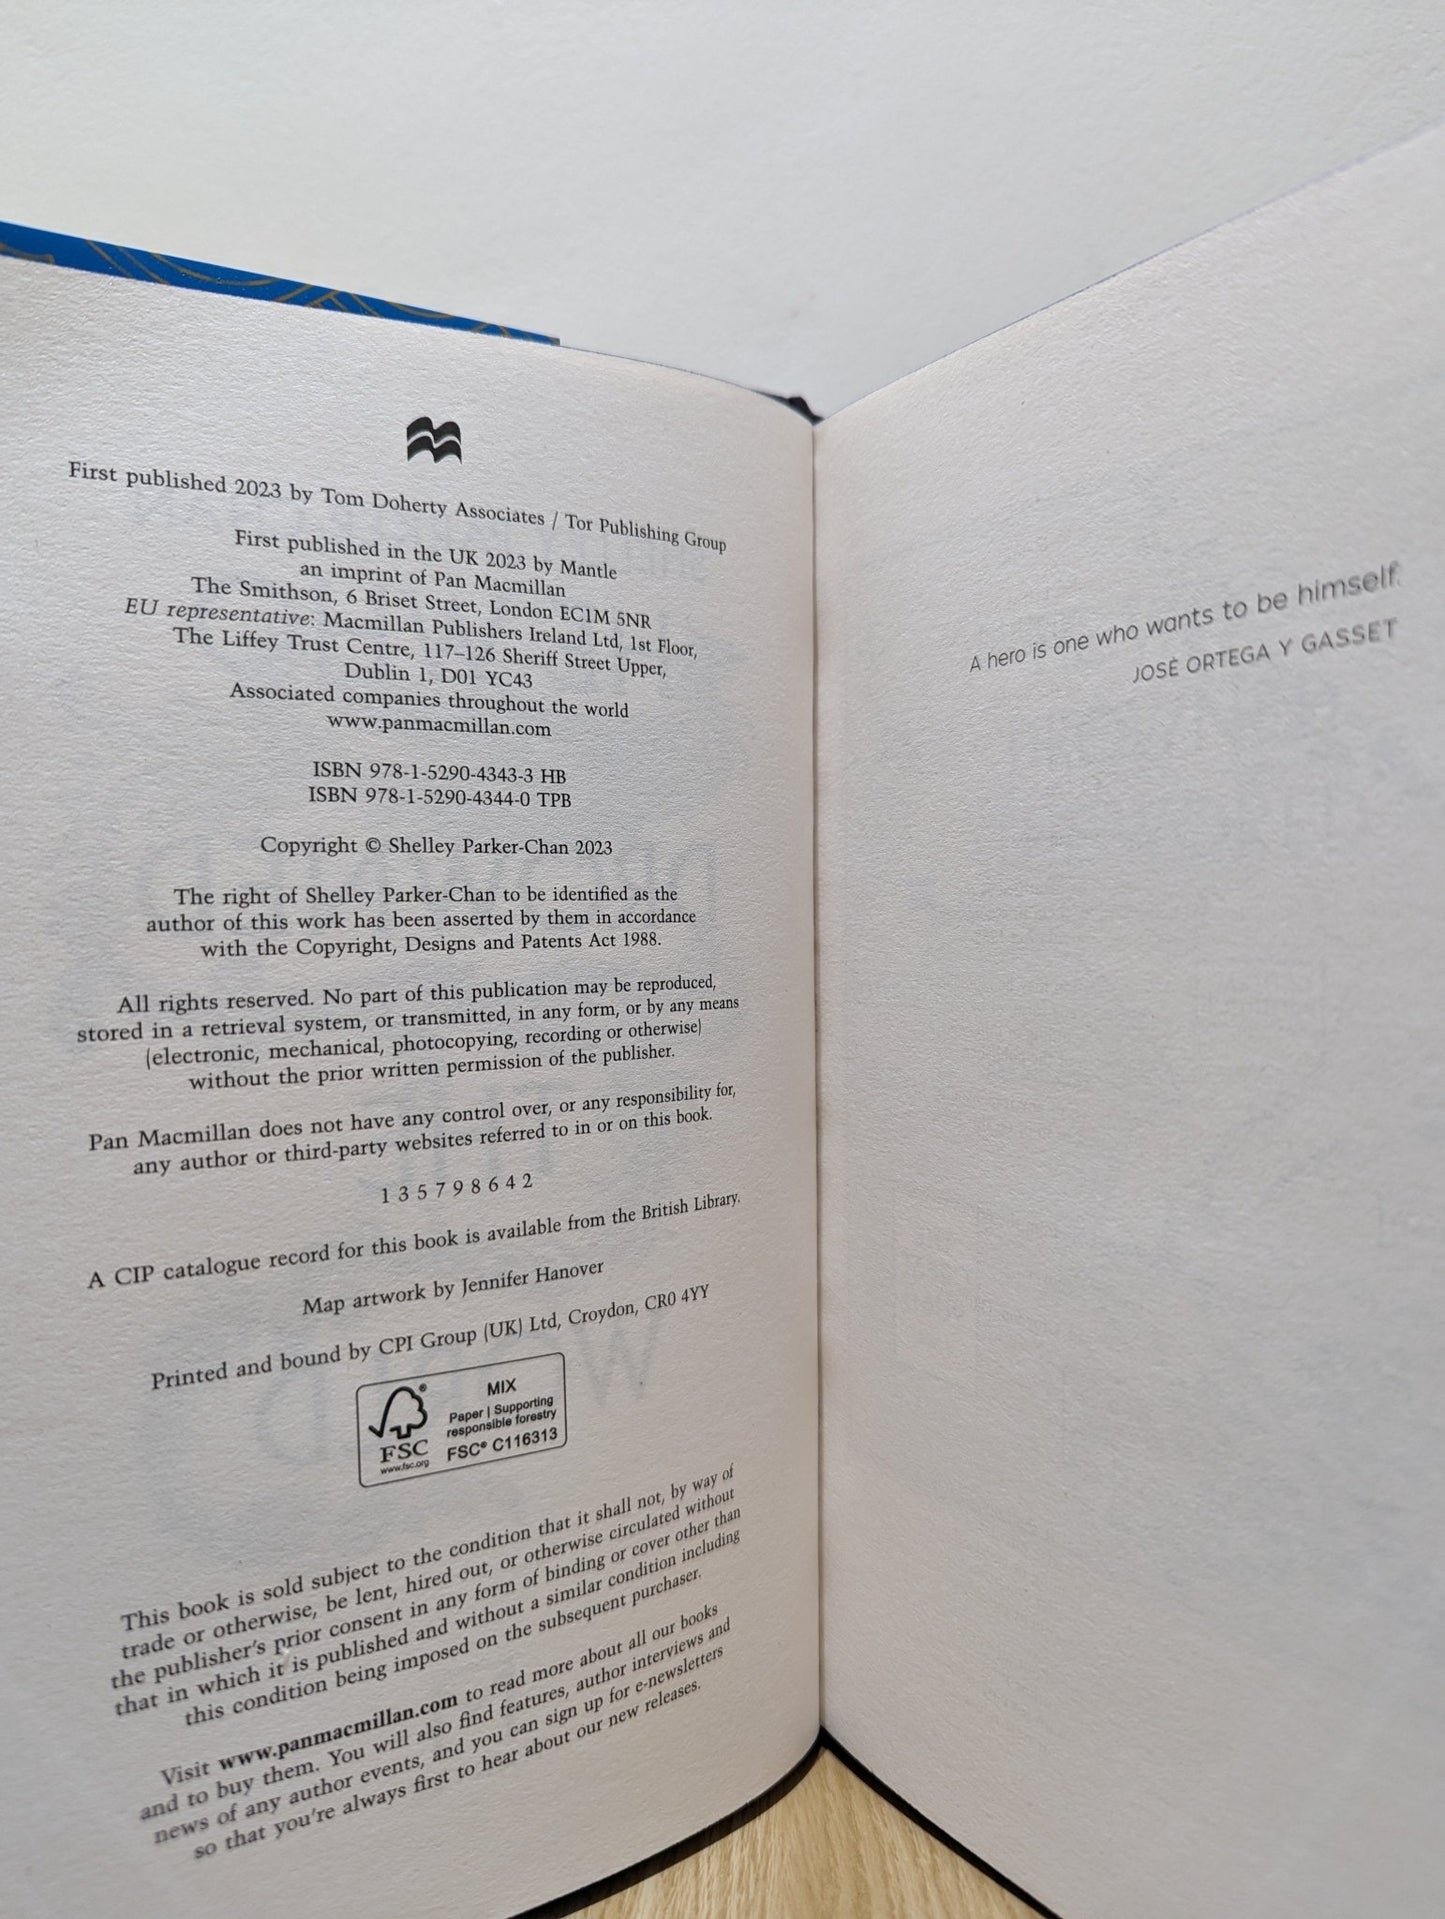 First published 2023 by Tom Doherty Associates / Tor Publishing Group
First published in the UK 2023 by Mantle
an imprint of Pan Macmillan
The Smithson, 6 Briset Street, London EC1M 5NR
EU representative: Macmillan Publishers Ireland Ltd, 1st Floor,
The Liffey Trust Centre, 117–126 Sheriff Street Upper,
Dublin 1, D01 YC43
Associated companies throughout the world
www.panmacmillan.com
ISBN 978-1-5290-4343-3 HB
ISBN 978-1-5290-4344-0 TPB
Copyright © Shelley Parker-Chan 2023
The right of Shelley Parker-Chan to be identified as the
author of this work has been asserted by them in accordance
with the Copyright, Designs and Patents Act 1988.
All rights reserved. No part of this publication may be reproduced,
stored in a retrieval system, or transmitted, in any form, or by any means
(electronic, mechanical, photocopying, recording or otherwise)
without the prior written permission of the publisher.
Pan Macmillan does not have any control over, or any responsibility for,
any author or third-party websites referred to in or on this book.
1 3 5 7 9 8 6 4 2
A CIP catalogue record for this book is available from the British Library.
Map artwork by Jennifer Hanover
Printed and bound by CPI Group (UK) Ltd, Croydon, CR0 4YY
MIX
Paper | Supporting
responsible forestry
FSC® C116313
FSC
www.fsc.org
This book is sold subject to the condition that it shall not, by way of
trade or otherwise, be lent, hired out, or otherwise circulated without
the publisher's prior consent in any form of binding or cover other than
that in which it is published and without a similar condition including
this condition being imposed on the subsequent purchaser.
Visit www.panmacmillan.com to read more about all our books
and to buy them. You will also find features, author interviews and
news of any author events, and you can sign up for e-newsletters
so that you're always first to hear about our new releases.
A hero is one who wants to be himself.
JOSÉ ORTEGA Y GASSET